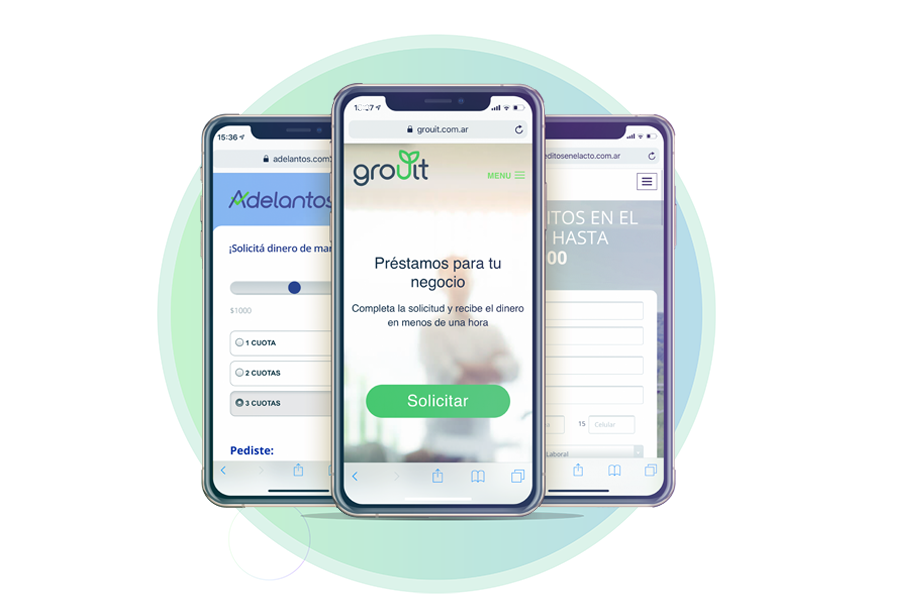 15:36
adelantos.com
Adelantos
¡Solicitá dinero de
$1000
1 CUOTA
2 CUOTAS
3 CUOTAS
Pediste:
grouit.com.ar
grouit
MENU
Préstamos para tu
negocio
Completa la solicitud y recibe el dinero
en menos de una hora
Solicitar
editosenelacto.com.ar
ITOS EN EL
HASTA
00
15
Celular
Laboral